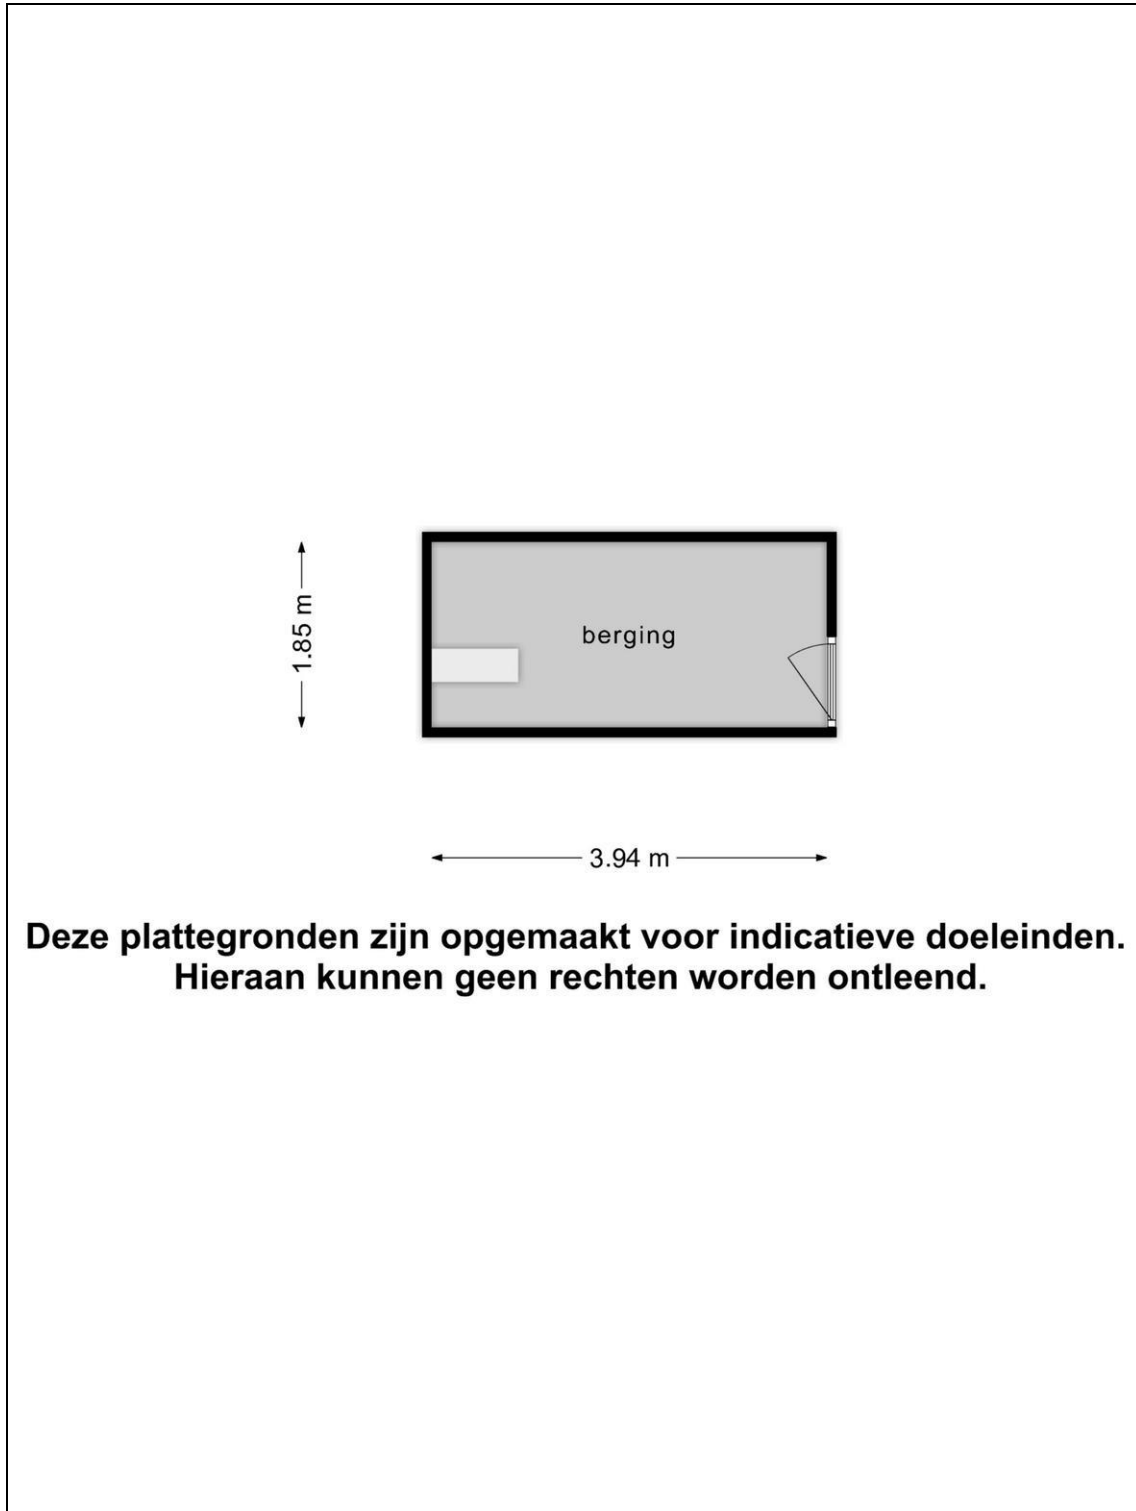 berging
1.85 m
3.94 m
Deze plattegronden zijn opgemaakt voor indicatieve doeleinden.
Hieraan kunnen geen rechten worden ontleend.